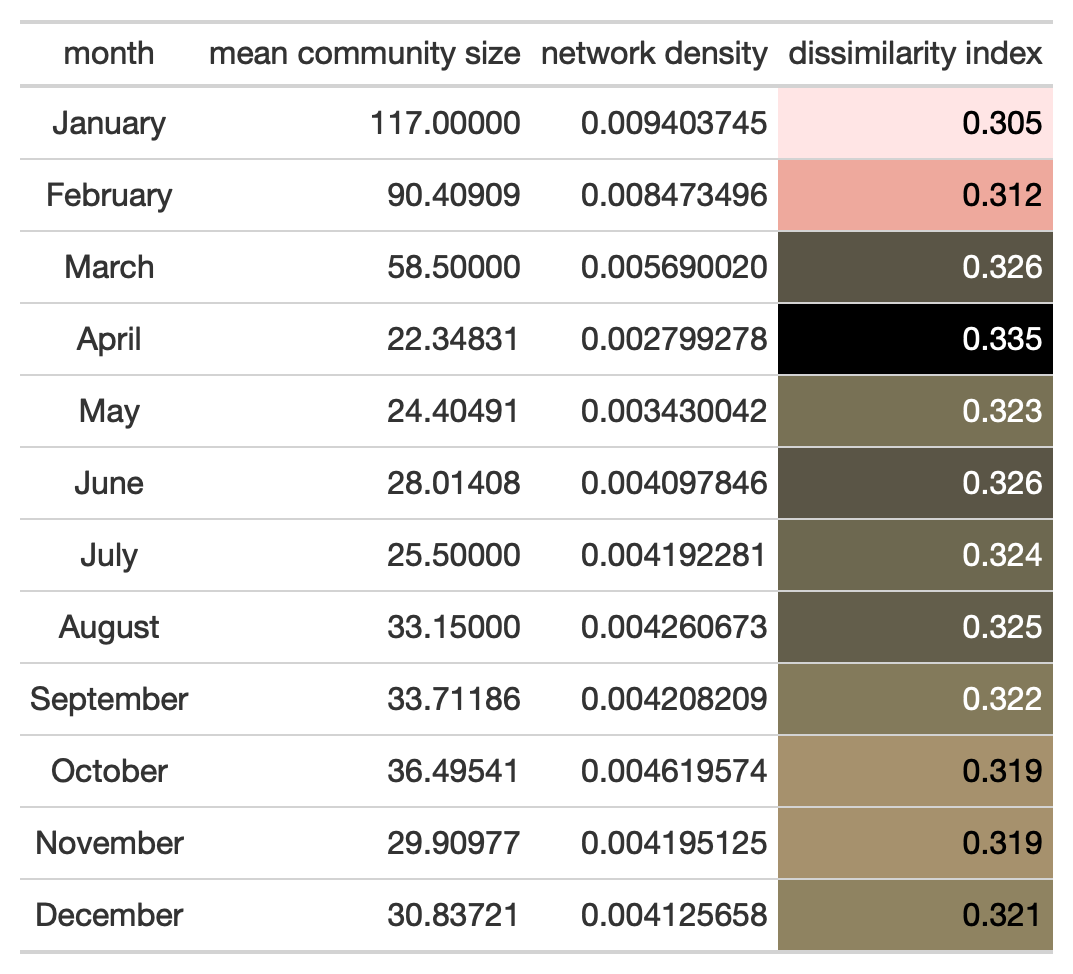 month mean community size network density dissimilarity index
January 117.00000 0.009403745 0.305
February 90.40909 0.008473496 0.312
March 58.50000 0.005690020 0.326
April 22.34831 0.002799278 0.335
May 24.40491 0.003430042 0.323
June 28.01408 0.004097846 0.326
July 25.50000 0.004192281 0.324
August 33.15000 0.004260673 0.325
September 33.71186 0.004208209 0.322
October 36.49541 0.004619574 0.319
November 29.90977 0.004195125 0.319
December 30.83721 0.004125658 0.321